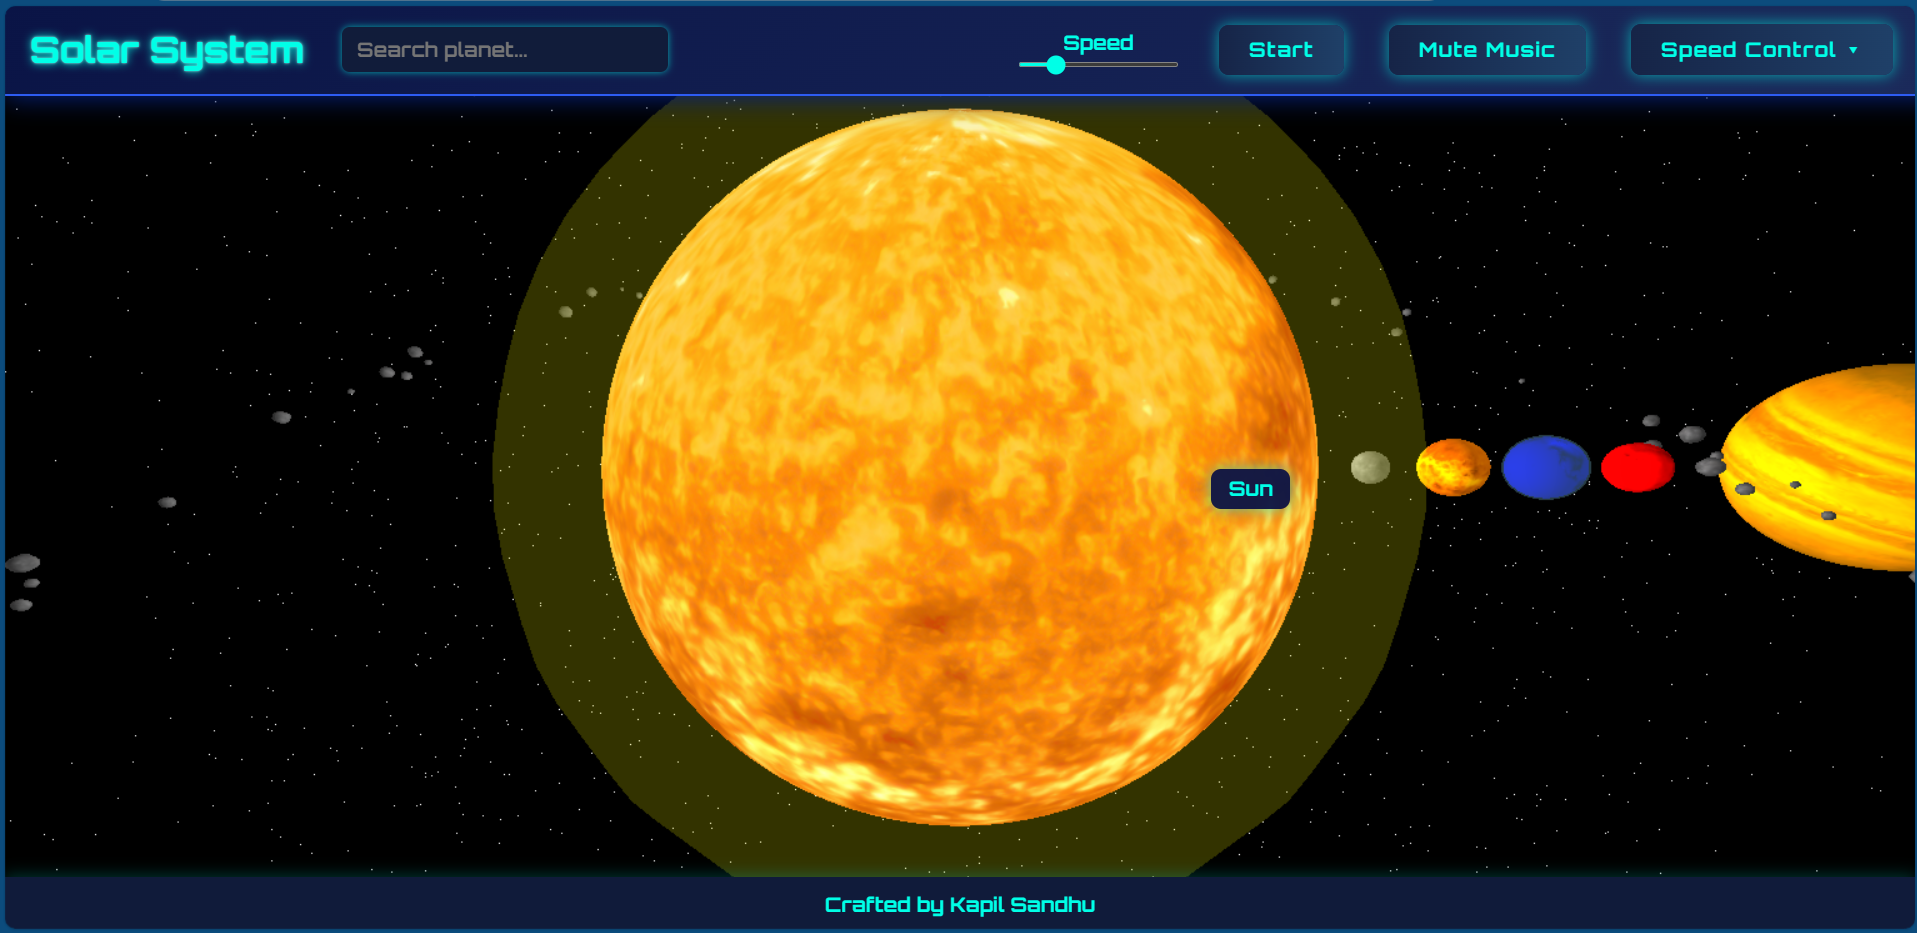 Solar System
Search planet...
Speed
Start
Mute Music
Speed Control ▼
Sun
Crafted by Kapil Sandhu